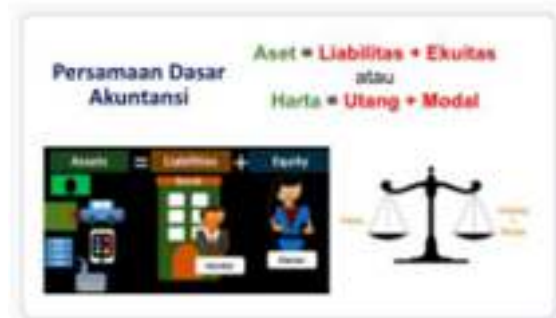 Persamaan Dasar
Akuntansi
Aset = Liabilitas + Ekuitas
atau
Harta = Utang + Modal
Assets = Liabilities + Equity